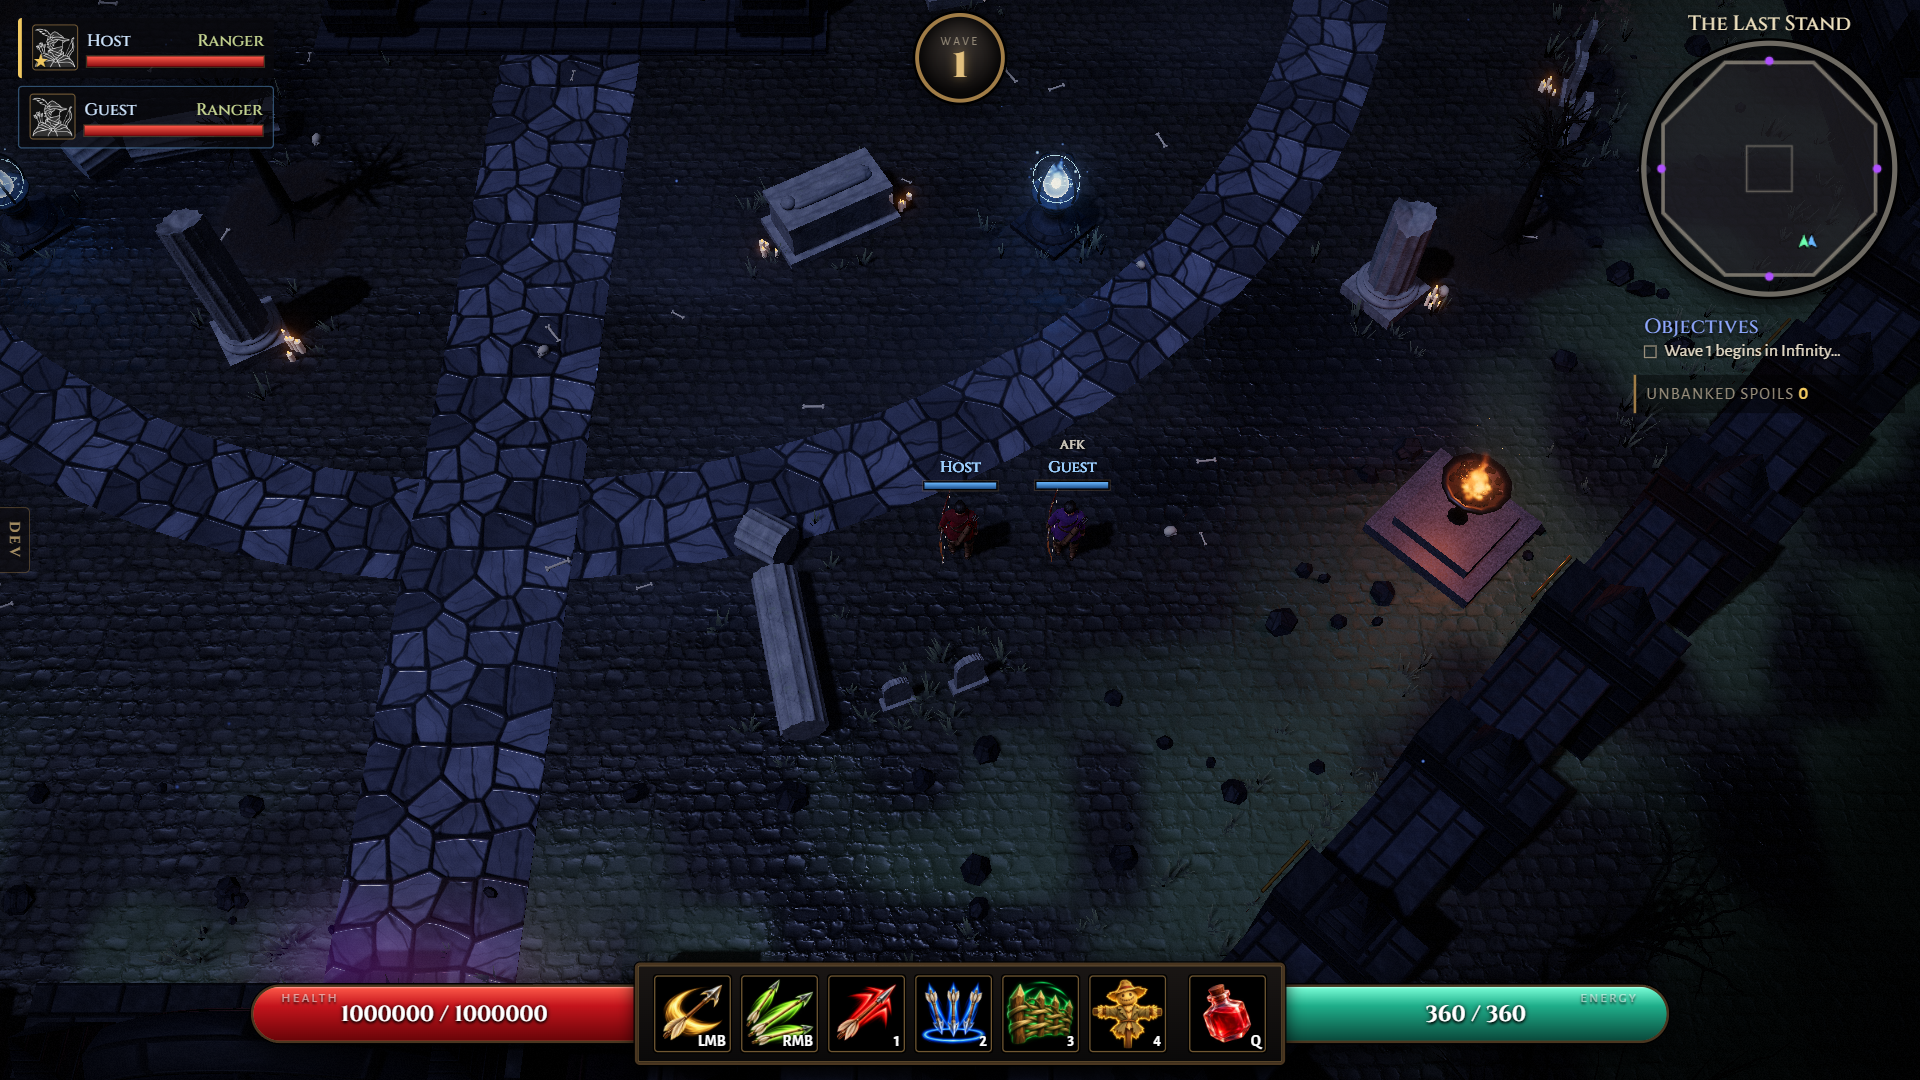 HOST RANGER
GUEST RANGER
WAVE
1
THE LAST STAND
OBJECTIVES
Wave 1 begins in Infinity...
UNBANKED SPOILS 0
AFK
HOST GUEST
DEV
HEALTH
1000000 / 1000000
LMB RMB 1 2 3 4 Q
ENERGY
360 / 360